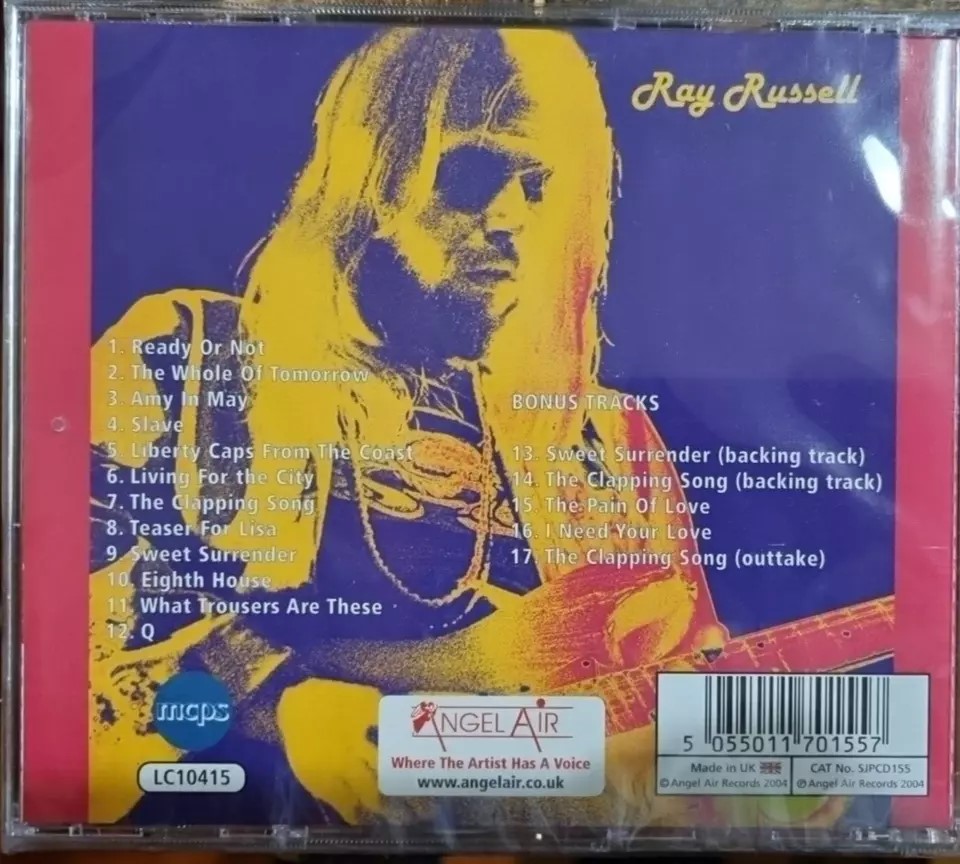 Ray Russell
1. Ready Or Not
2. The Whole Of Tomorrow
3. Amy In May
4. Slave
5. Liberty Caps From The Coast
6. Living For the City
7. The Clapping Song
8. Teaser For Lisa
9. Sweet Surrender
10. Eighth House
11. What Trousers Are These
12. Q
BONUS TRACKS
13. Sweet Surrender (backing track)
14. The Clapping Song (backing track)
15. The Pain Of Love
16. I Need Your Love
17. The Clapping Song (outtake)
mcps
LC10415
ANGEL AIR
Where The Artist Has A Voice
www.angelair.co.uk
5 055011 701557
Made in UK
CAT No. SJPCD155
© Angel Air Records 2004
℗ Angel Air Records 2004